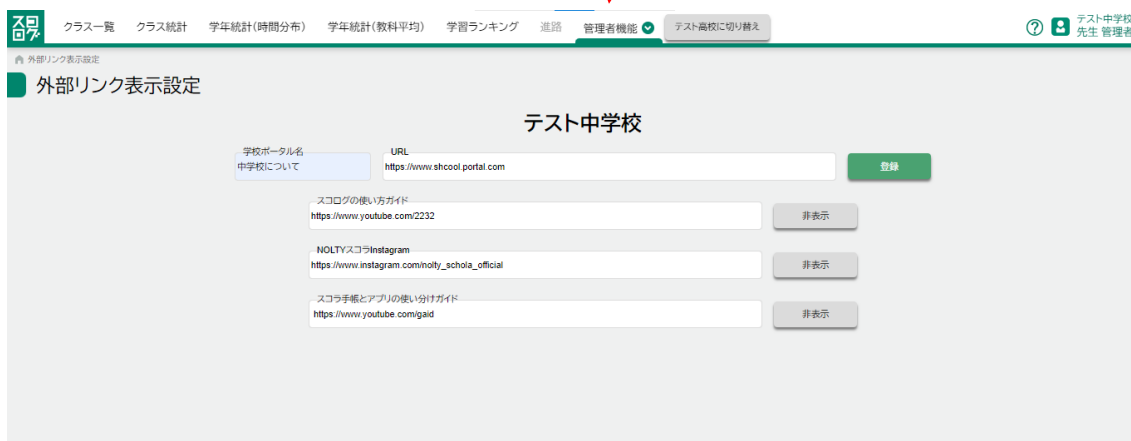 スコログ
クラス一覧 クラス統計 学年統計(時間分布) 学年統計(教科平均) 学習ランキング 進路 管理者機能 テスト高校に切り替え ? テスト中学校
先生 管理者
外部リンク表示設定
外部リンク表示設定
テスト中学校
学校ポータル名 URL
中学校について https://www.shcool.portal.com 登録
スコログの使い方ガイド
https://www.youtube.com/2232 非表示
NOLTYスコラInstagram
https://www.instagram.com/nolty_schola_official 非表示
スコラ手帳とアプリの使い分けガイド
https://www.youtube.com/gaid 非表示